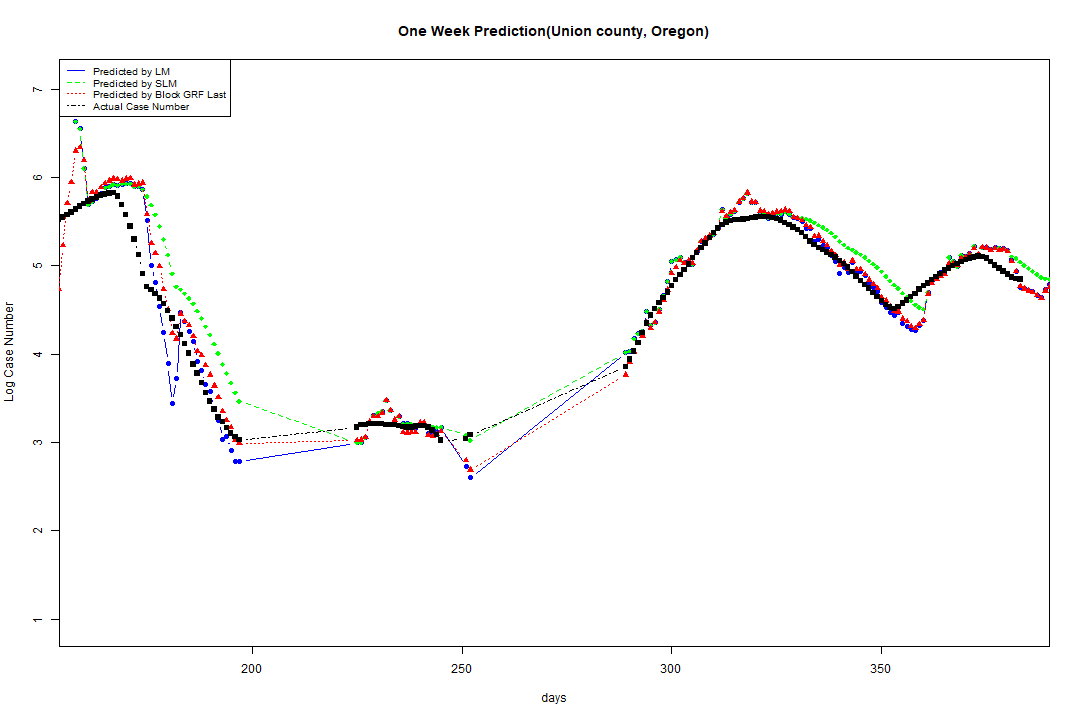 One Week Prediction(Union county, Oregon)
Predicted by LM
Predicted by SLM
Predicted by Block GRF Last
Actual Case Number
7
6
5
4
3
2
1
Log Case Number
200
250
300
350
days